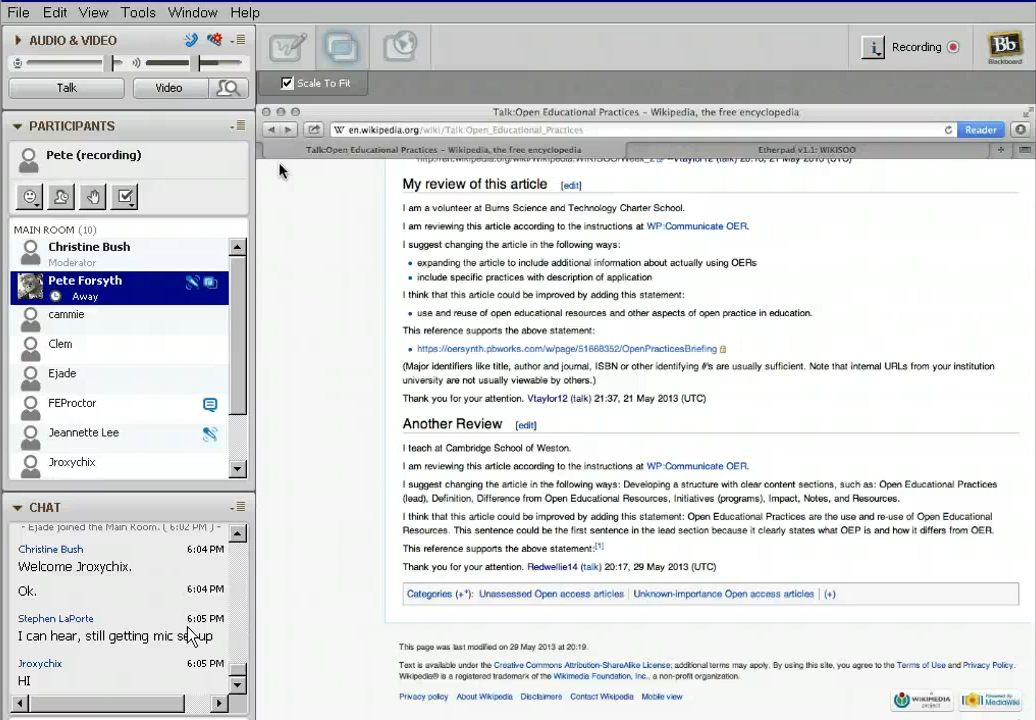 File Edit View Tools Window Help
AUDIO & VIDEO
Talk Video
PARTICIPANTS
Pete (recording)
MAIN ROOM (10)
Christine Bush
Moderator
Pete Forsyth
Away
cammie
Clem
Ejade
FEProctor
Jeannette Lee
Jroxychix
CHAT
- Ejade joined the Main Room. ( 6:02 PM ) -
Christine Bush 6:04 PM
Welcome Jroxychix.
Ok. 6:04 PM
Stephen LaPorte 6:05 PM
I can hear, still getting mic set up
Jroxychix 6:05 PM
HI
Recording
Bb
Blackboard
Scale To Fit
Talk:Open Educational Practices – Wikipedia, the free encyclopedia
W en.wikipedia.org/wiki/Talk:Open_Educational_Practices Reader
Talk:Open Educational Practices – Wikipedia, the free encyclopedia Etherpad v1.1: WIKISOO
My review of this article [edit]
I am a volunteer at Burns Science and Technology Charter School.
I am reviewing this article according to the instructions at WP:Communicate OER.
I suggest changing the article in the following ways:
• expanding the article to include additional information about actually using OERs
• include specific practices with description of application
I think that this article could be improved by adding this statement:
• use and reuse of open educational resources and other aspects of open practice in education.
This reference supports the above statement:
• https://oersynth.pbworks.com/w/page/51668352/OpenPracticesBriefing
(Major identifiers like title, author and journal, ISBN or other identifying #'s are usually sufficient. Note that internal URLs from your institution
university are not usually viewable by others.)
Thank you for your attention. Vtaylor12 (talk) 21:37, 21 May 2013 (UTC)
Another Review [edit]
I teach at Cambridge School of Weston.
I am reviewing this article according to the instructions at WP:Communicate OER.
I suggest changing the article in the following ways: Developing a structure with clear content sections, such as: Open Educational Practices
(lead), Definition, Difference from Open Educational Resources, Initiatives (programs), Impact, Notes, and Resources.
I think that this article could be improved by adding this statement: Open Educational Practices are the use and re-use of Open Educational
Resources. This sentence could be the first sentence in the lead section because it clearly states what OEP is and how it differs from OER.
This reference supports the above statement:[1]
Thank you for your attention. Redwellie14 (talk) 20:17, 29 May 2013 (UTC)
Categories (+⁺): Unassessed Open access articles | Unknown-importance Open access articles | (+)
This page was last modified on 29 May 2013 at 20:19.
Text is available under the Creative Commons Attribution-ShareAlike License; additional terms may apply. By using this site, you agree to the Terms of Use and Privacy Policy.
Wikipedia® is a registered trademark of the Wikimedia Foundation, Inc., a non-profit organization.
Privacy policy About Wikipedia Disclaimers Contact Wikipedia Mobile view
WIKIMEDIA project
Powered By MediaWiki